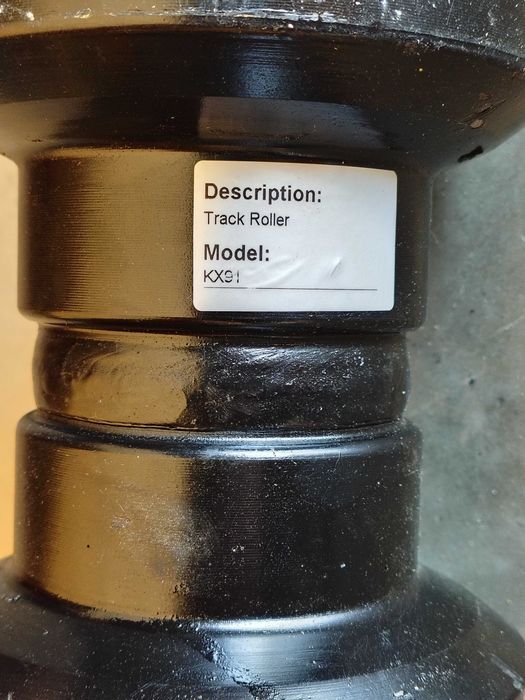 Description:
Track Roller
Model:
KX91